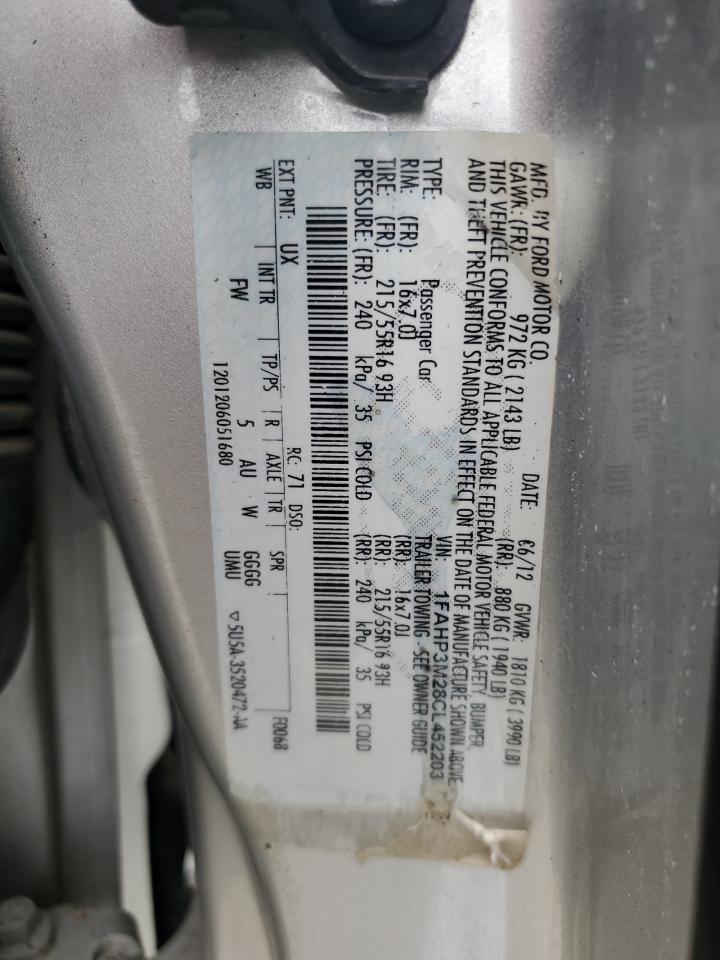 MFD. BY FORD MOTOR CO.
DATE: 06/12 GVWR: 1810 KG ( 3990 LB)
GAWR: (FR): 972 KG ( 2143 LB) (RR): 880 KG ( 1940 LB)
THIS VEHICLE CONFORMS TO ALL APPLICABLE FEDERAL MOTOR VEHICLE SAFETY, BUMPER,
AND THEFT PREVENTION STANDARDS IN EFFECT ON THE DATE OF MANUFACTURE SHOWN ABOVE.
VIN: 1FAHP3M28CL452203
TYPE: Passenger Car TRAILER TOWING - SEE OWNER GUIDE
RIM: (FR): 16x7.0J (RR): 16x7.0J
TIRE: (FR): 215/55R16 93H (RR): 215/55R16 93H
PRESSURE: (FR): 240 kPa/ 35 PSI COLD (RR): 240 kPa/ 35 PSI COLD
EXT PNT: UX RC: 71 DSO: F0068
WB INT TR TP/PS R AXLE TR SPR
FW 5 AU W GGGG
UMU
1201206051680 ▽ 5U5A-3520472-AA